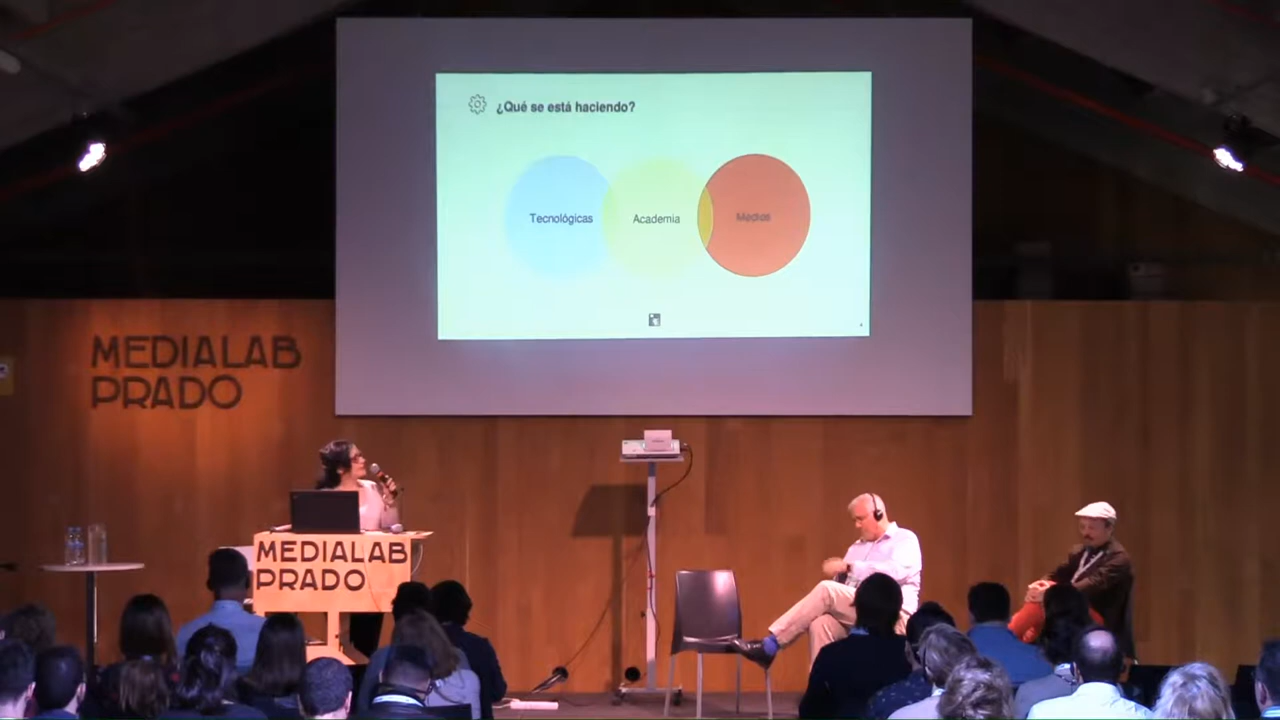 ¿Qué se está haciendo?
Tecnológicas
Academia
Medios
MEDIALAB
PRADO
MEDIALAB
PRADO